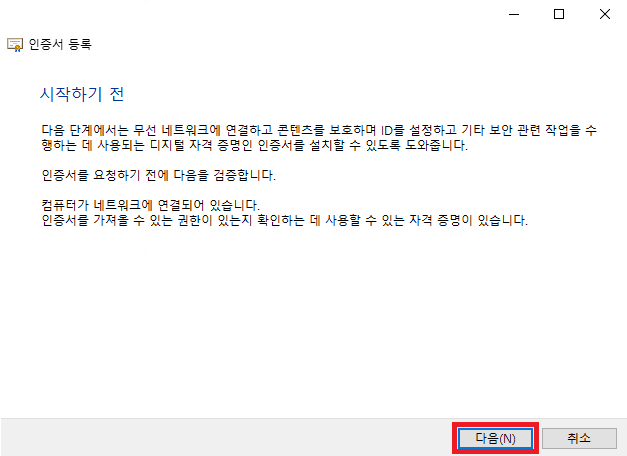 인증서 등록
시작하기 전
다음 단계에서는 무선 네트워크에 연결하고 콘텐츠를 보호하며 ID를 설정하고 기타 보안 관련 작업을 수
행하는 데 사용되는 디지털 자격 증명인 인증서를 설치할 수 있도록 도와줍니다.
인증서를 요청하기 전에 다음을 검증합니다.
컴퓨터가 네트워크에 연결되어 있습니다.
인증서를 가져올 수 있는 권한이 있는지 확인하는 데 사용할 수 있는 자격 증명이 있습니다.
다음(N) 취소